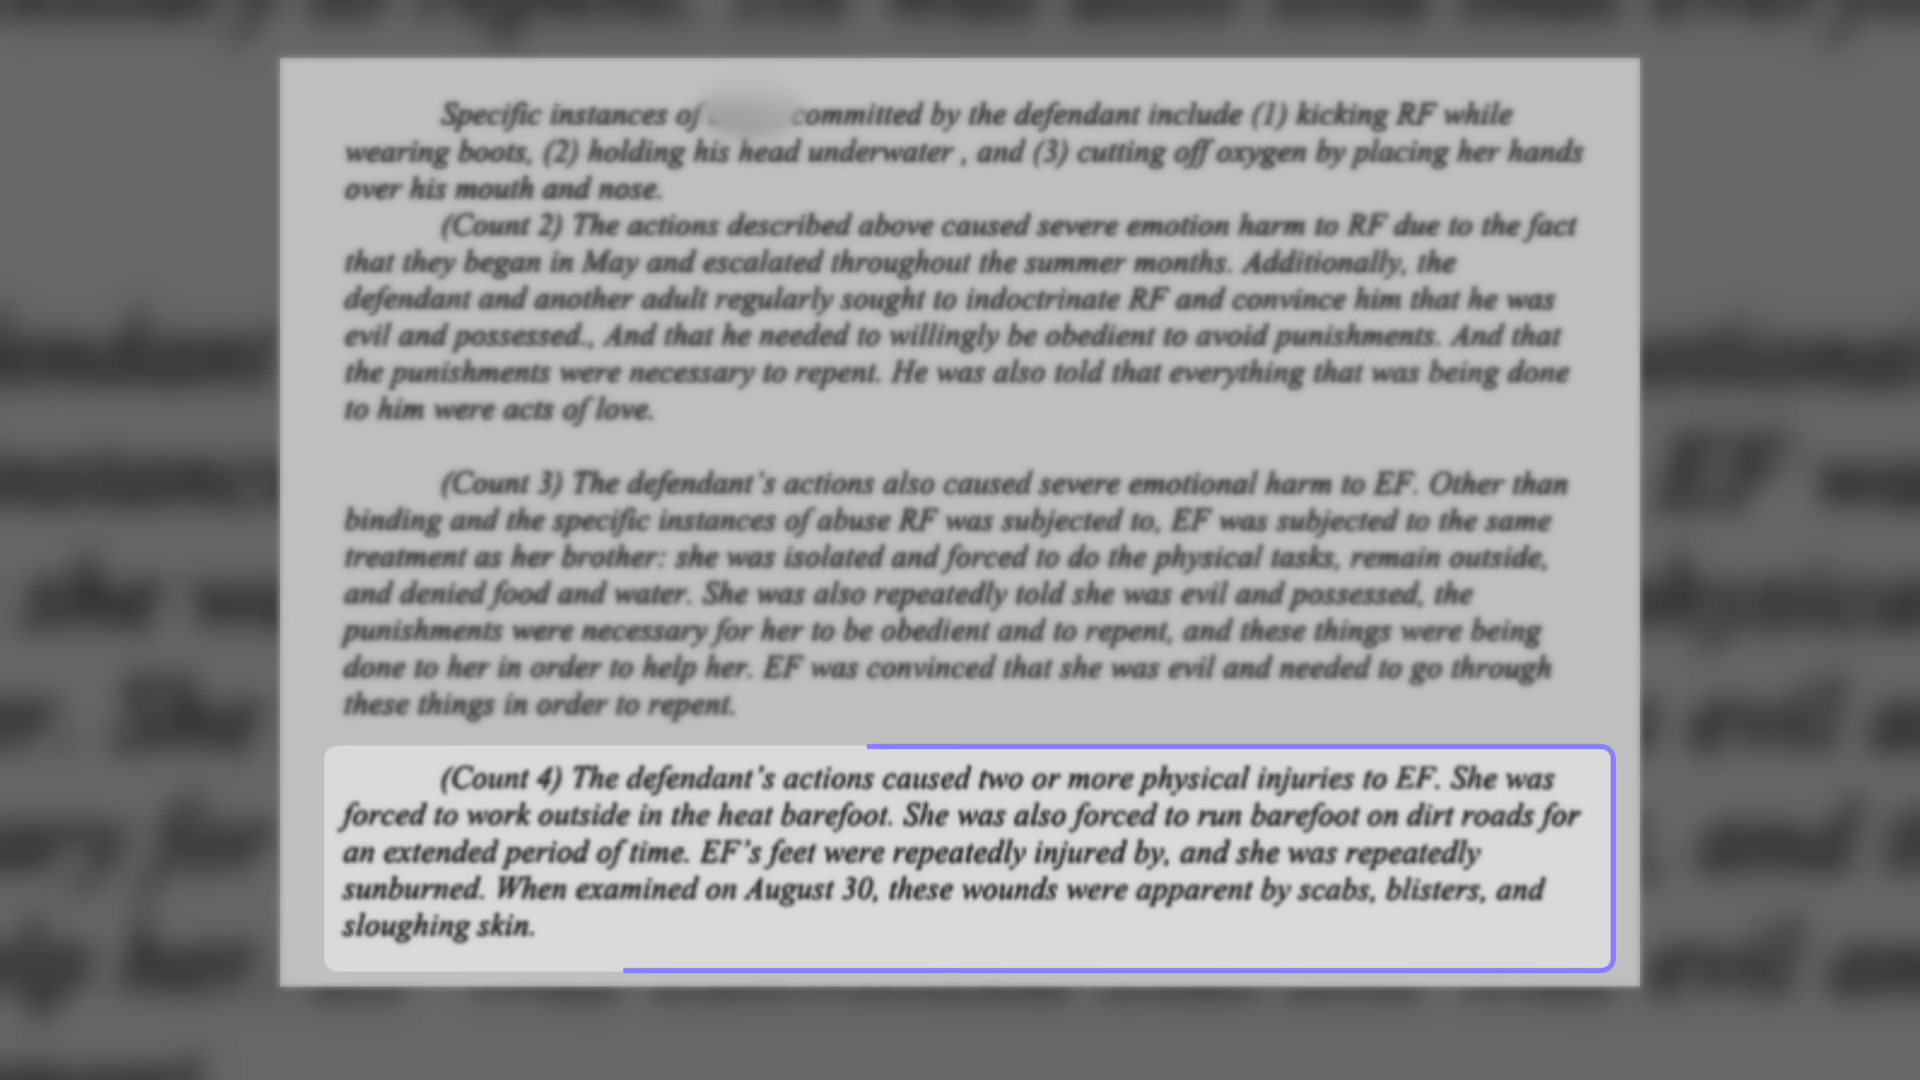 Specific instances of committed by the defendant include (1) kicking RF while
wearing boots, (2) holding his head underwater , and (3) cutting off oxygen by placing her hands
over his mouth and nose.
(Count 2) The actions described above caused severe emotion harm to RF due to the fact
that they began in May and escalated throughout the summer months. Additionally, the
defendant and another adult regularly sought to indoctrinate RF and convince him that he was
evil and possessed., And that he needed to willingly be obedient to avoid punishments. And that
the punishments were necessary to repent. He was also told that everything that was being done
to him were acts of love.
(Count 3) The defendant's actions also caused severe emotional harm to EF. Other than
binding and the specific instances of abuse RF was subjected to, EF was subjected to the same
treatment as her brother: she was isolated and forced to do the physical tasks, remain outside,
and denied food and water. She was also repeatedly told she was evil and possessed, the
punishments were necessary for her to be obedient and to repent, and these things were being
done to her in order to help her. EF was convinced that she was evil and needed to go through
these things in order to repent.
(Count 4) The defendant's actions caused two or more physical injuries to EF. She was
forced to work outside in the heat barefoot. She was also forced to run barefoot on dirt roads for
an extended period of time. EF's feet were repeatedly injured by, and she was repeatedly
sunburned. When examined on August 30, these wounds were apparent by scabs, blisters, and
sloughing skin.